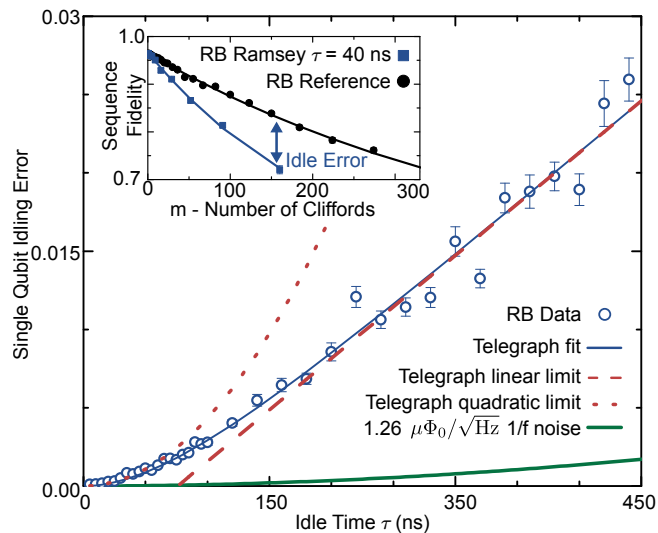 0.03
0.015
0.00
Single Qubit Idling Error
1.0
0.7
Sequence
Fidelity
RB Ramsey τ = 40 ns
RB Reference
Idle Error
0 100 200 300
m - Number of Cliffords
RB Data
Telegraph fit
Telegraph linear limit
Telegraph quadratic limit
1.26 μΦ₀/√Hz 1/f noise
0 150 350 450
Idle Time τ (ns)